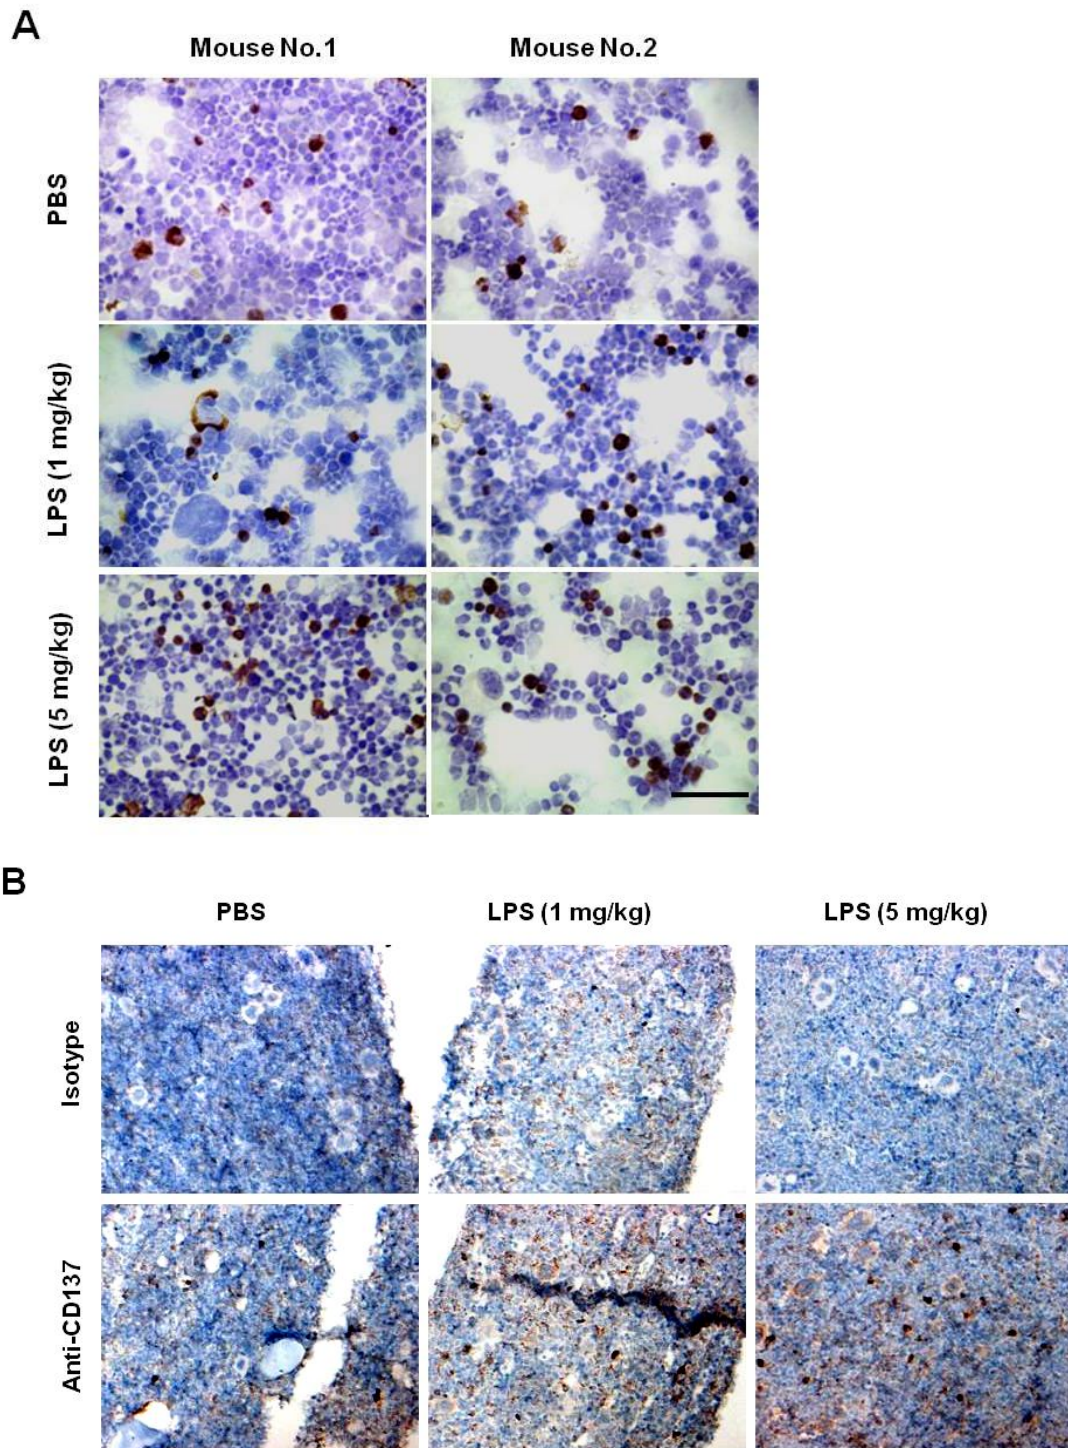 A
Mouse No.1
Mouse No.2
PBS
LPS (1 mg/kg)
LPS (5 mg/kg)
B
PBS
LPS (1 mg/kg)
LPS (5 mg/kg)
Isotype
Anti-CD137